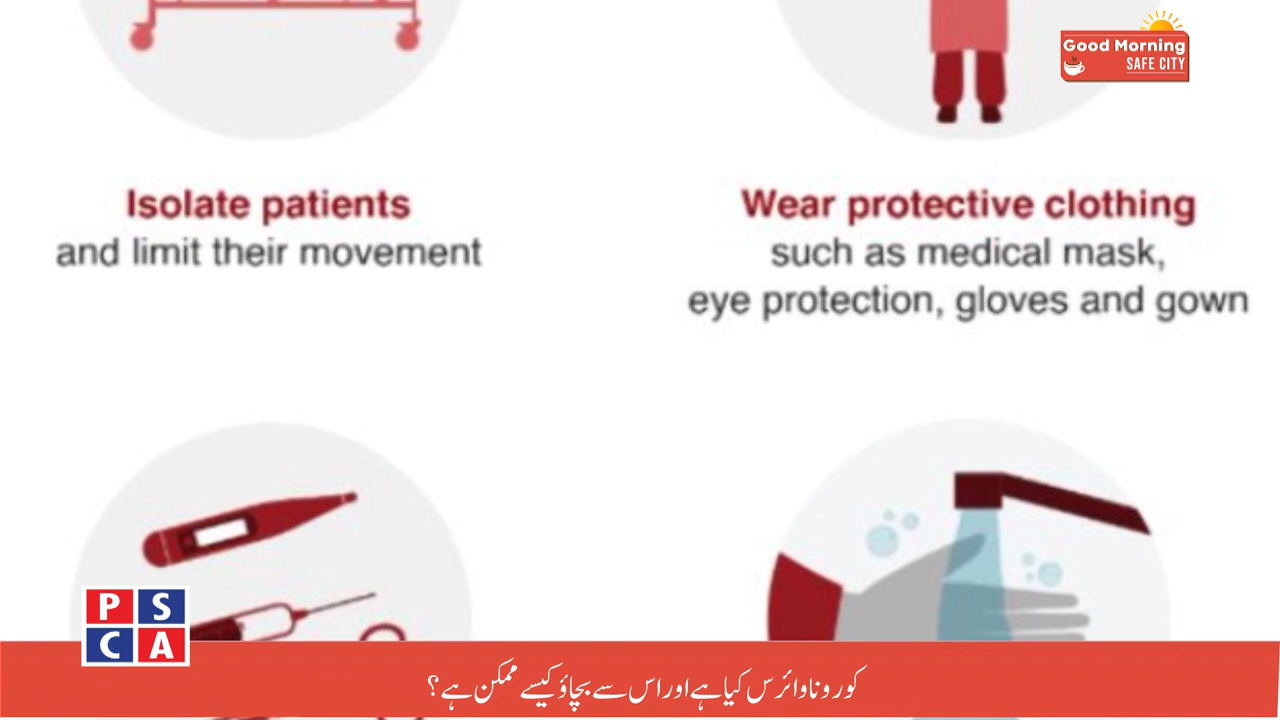 Good Morning
SAFE CITY
Isolate patients
and limit their movement
Wear protective clothing
such as medical mask,
eye protection, gloves and gown
P S
C A
کورونا وائرس کیا ہے اور اس سے بچاؤ کیسے ممکن ہے؟